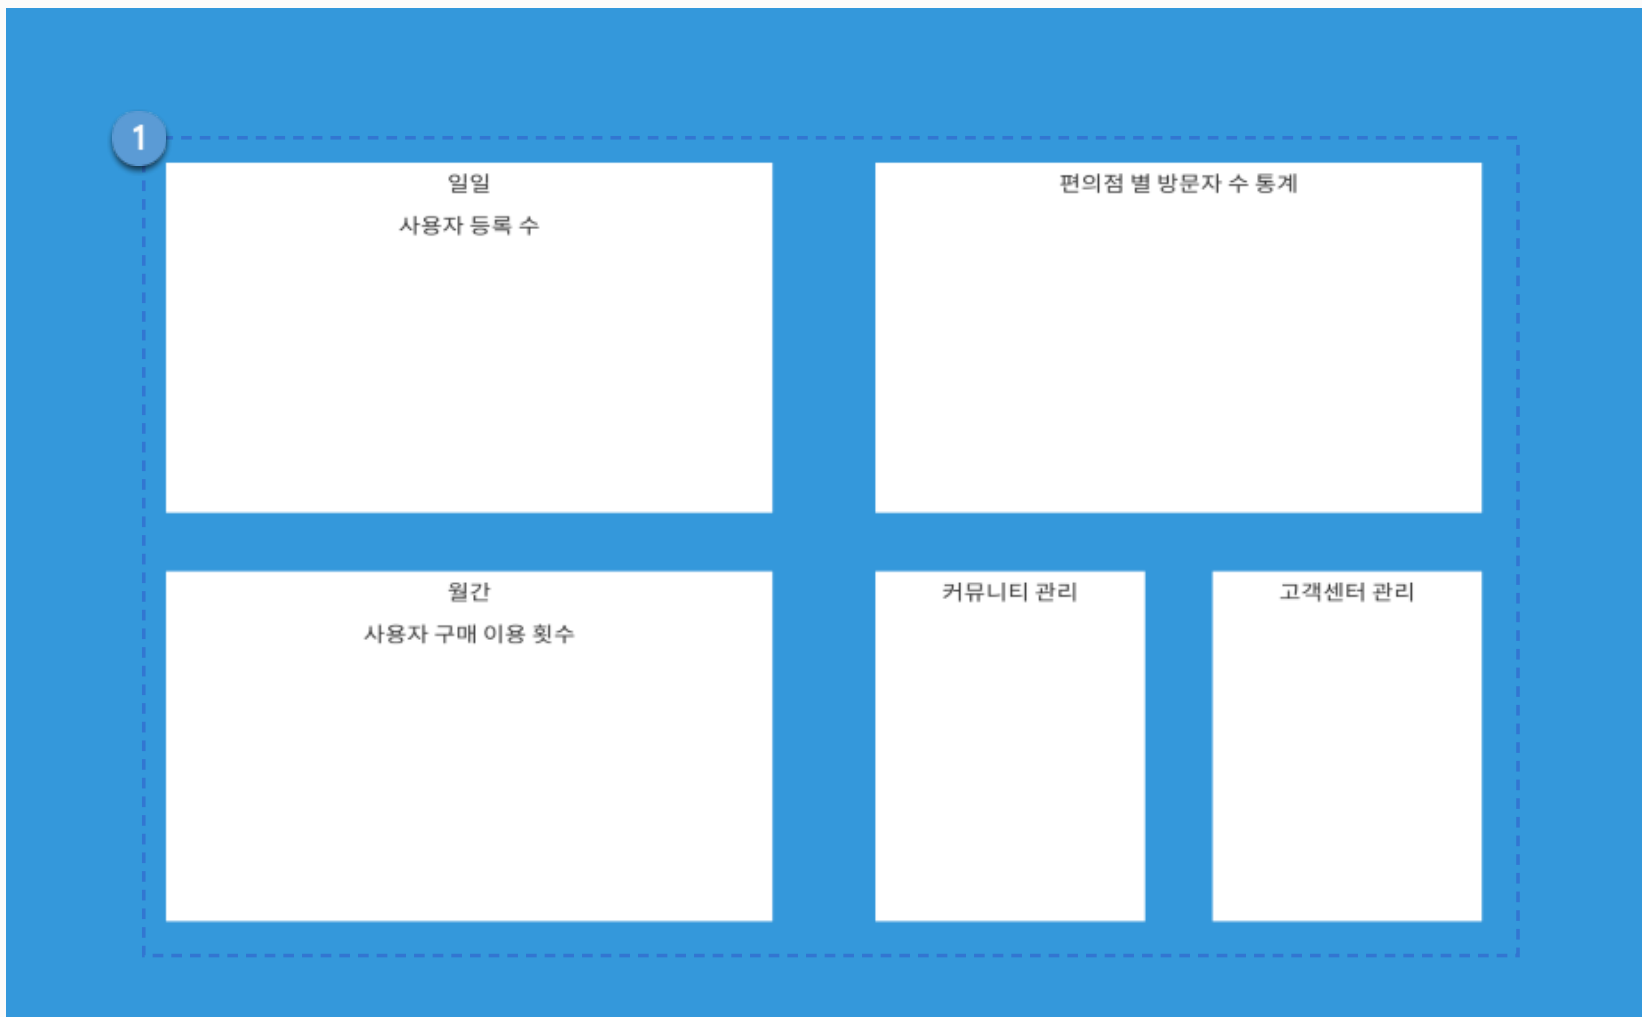 1
일일
사용자 등록 수
편의점 별 방문자 수 통계
월간
사용자 구매 이용 횟수
커뮤니티 관리
고객센터 관리